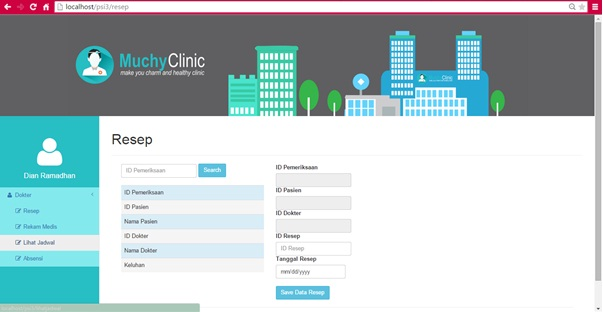 localhost/psi3/resep
MuchyClinic
make you charm and healthy clinic
Clinic
Dian Ramadhan
Dokter
Resep
Rekam Medis
Lihat Jadwal
Absensi
Resep
ID Pemeriksaan
Search
ID Pemeriksaan
ID Pasien
Nama Pasien
ID Dokter
Nama Dokter
Keluhan
ID Pemeriksaan
ID Pasien
ID Dokter
ID Resep
ID Resep
Tanggal Resep
mm/dd/yyyy
Save Data Resep